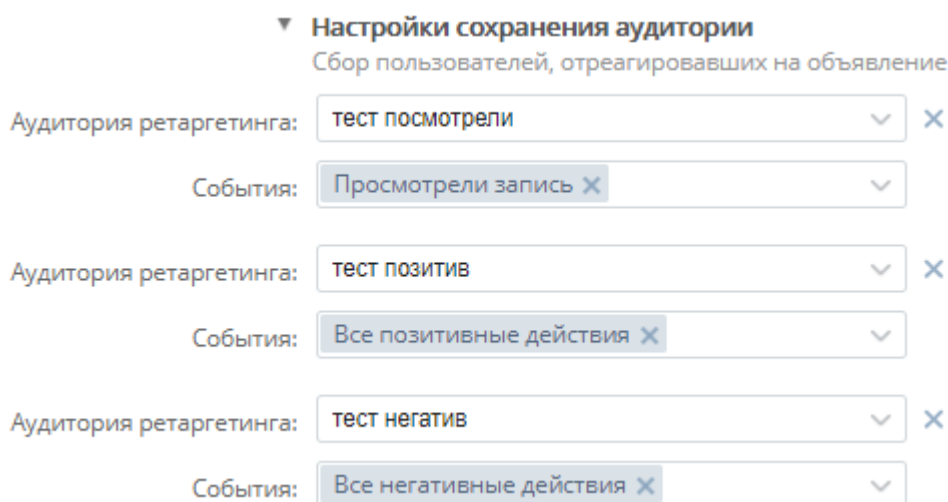 Настройки сохранения аудитории
Сбор пользователей, отреагировавших на объявление
Аудитория ретаргетинга: тест посмотрели
События: Просмотрели запись
Аудитория ретаргетинга: тест позитив
События: Все позитивные действия
Аудитория ретаргетинга: тест негатив
События: Все негативные действия